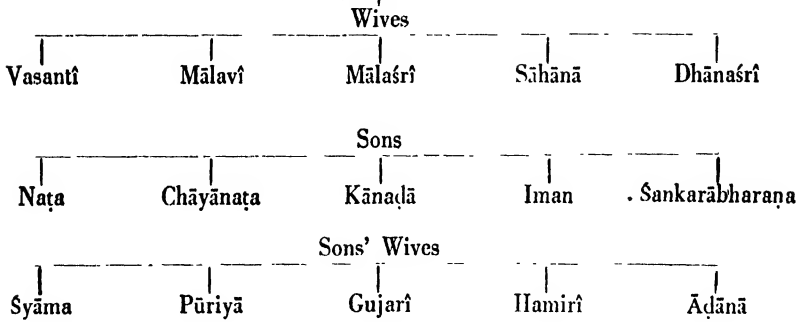 Wives
Vasantî Mālavî Mālaśrî Sāhānā Dhānaśrî
Sons
Naṭa Chāyānaṭa Kānaḍā Iman . Śankarābharaṇa
Sons' Wives
Śyāma Pūriyā Gujarî Hamirî Āḍānā